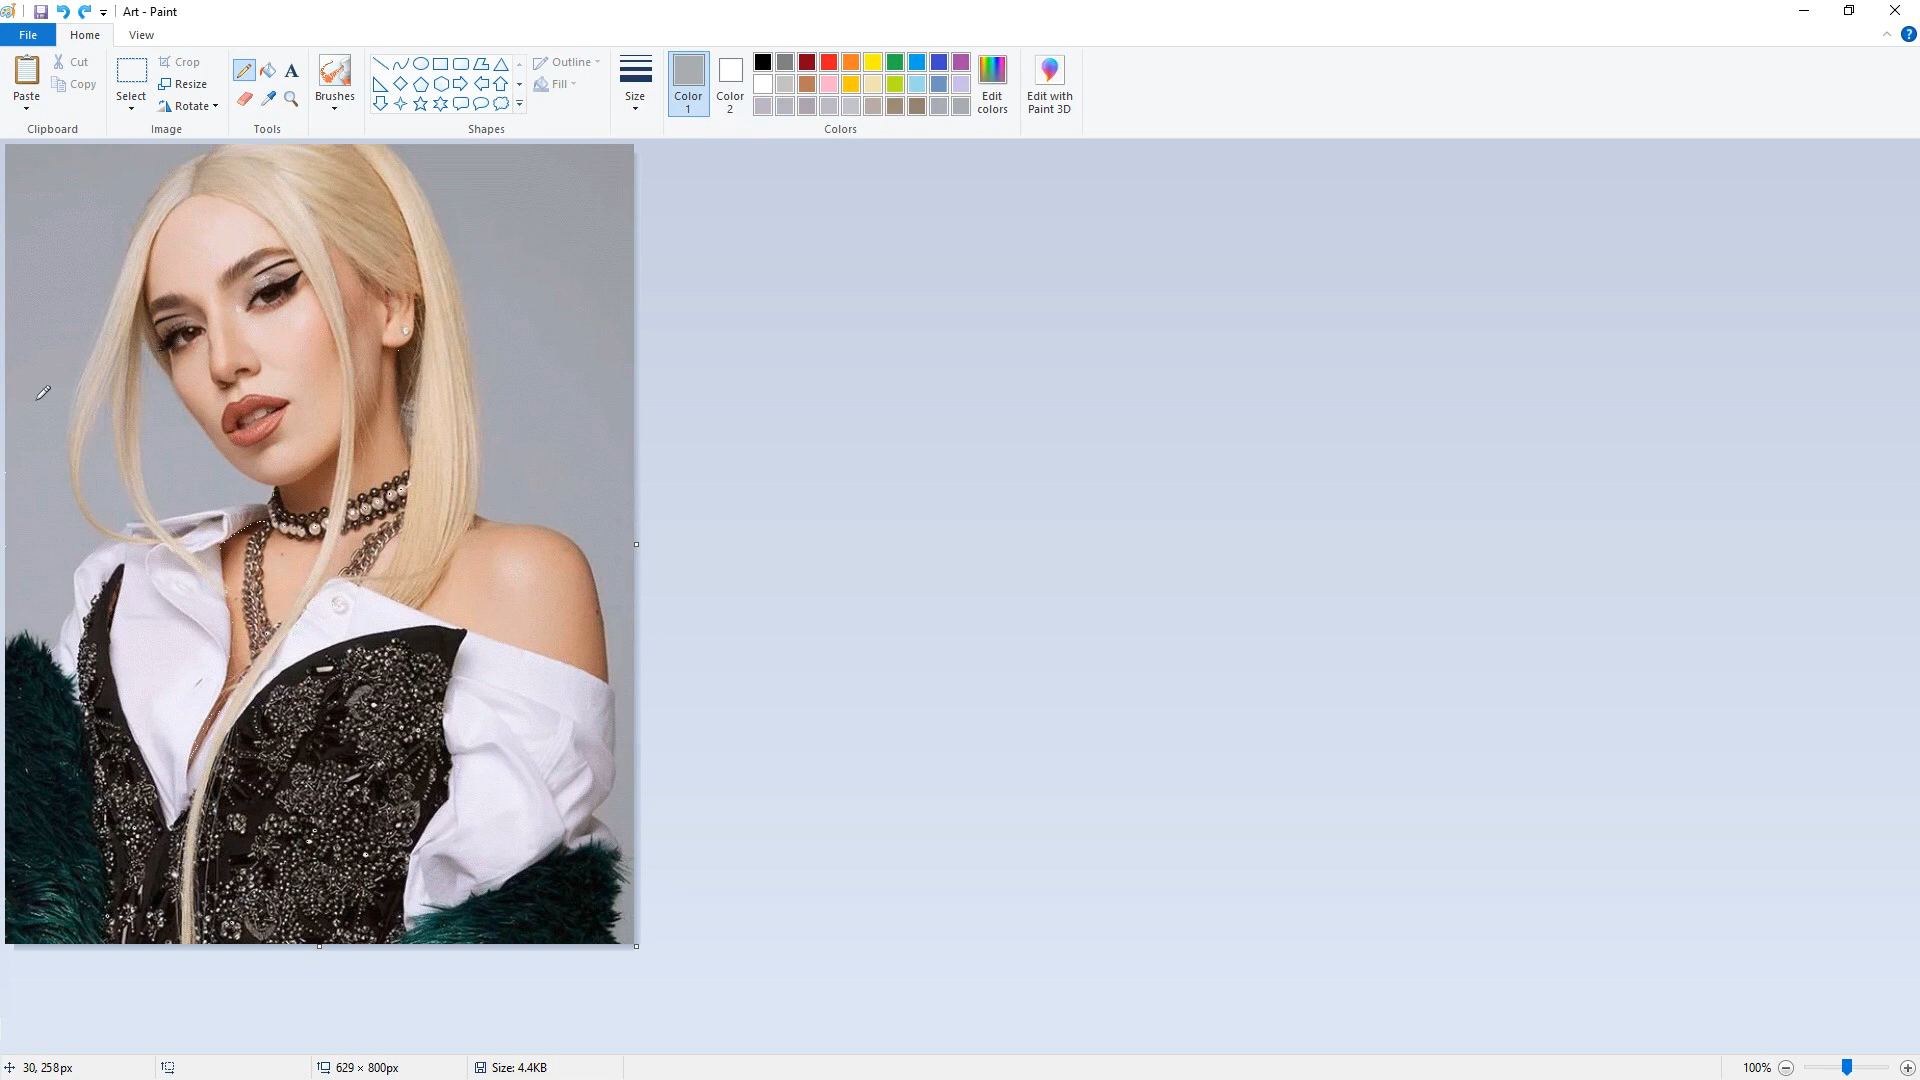 Art - Paint
File Home View
Paste
Cut
Copy
Clipboard
Select
Crop
Resize
Rotate
Image
A
Tools
Brushes
Shapes
Outline
Fill
Size
Color 1
Color 2
Colors
Edit colors
Edit with Paint 3D
?
30, 258px
629 × 800px
Size: 4.4KB
100%